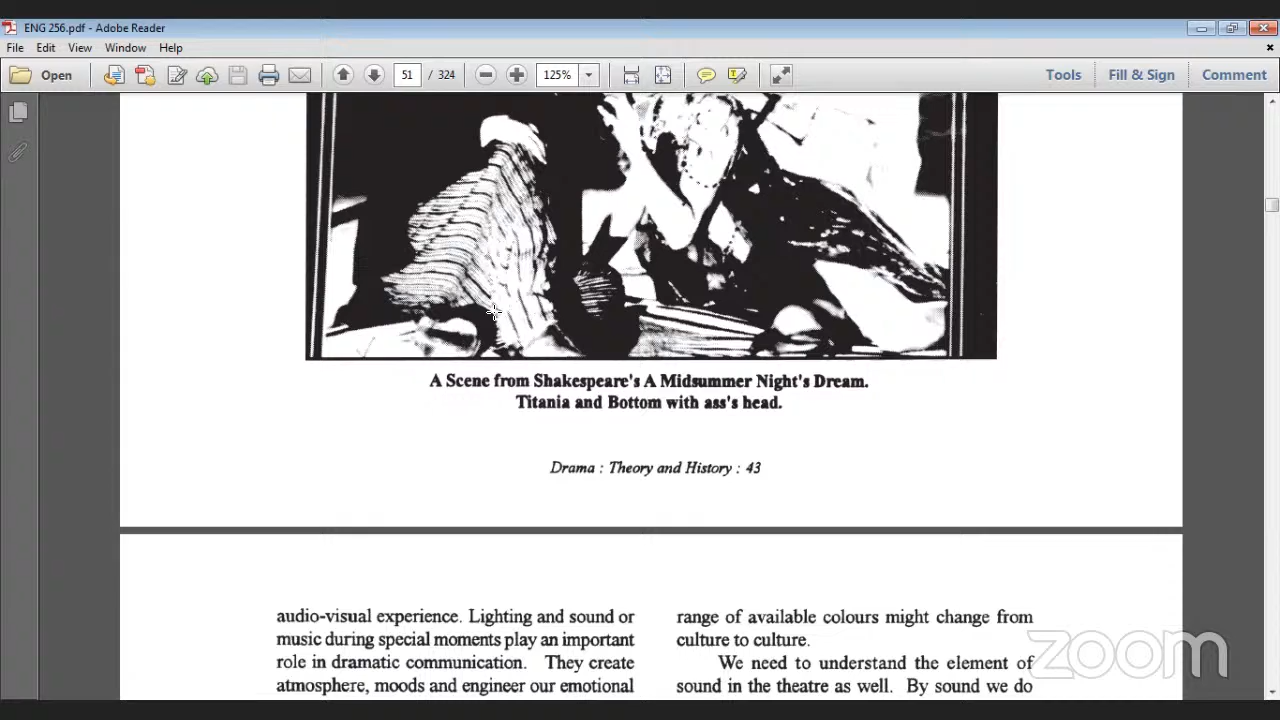 ENG 256.pdf - Adobe Reader
File Edit View Window Help
Open 51 / 324 125% Tools Fill & Sign Comment
A Scene from Shakespeare's A Midsummer Night's Dream.
Titania and Bottom with ass's head.
Drama : Theory and History : 43
audio-visual experience. Lighting and sound or
music during special moments play an important
role in dramatic communication. They create
atmosphere, moods and engineer our emotional
range of available colours might change from
culture to culture.
We need to understand the element of
sound in the theatre as well. By sound we do
zoom